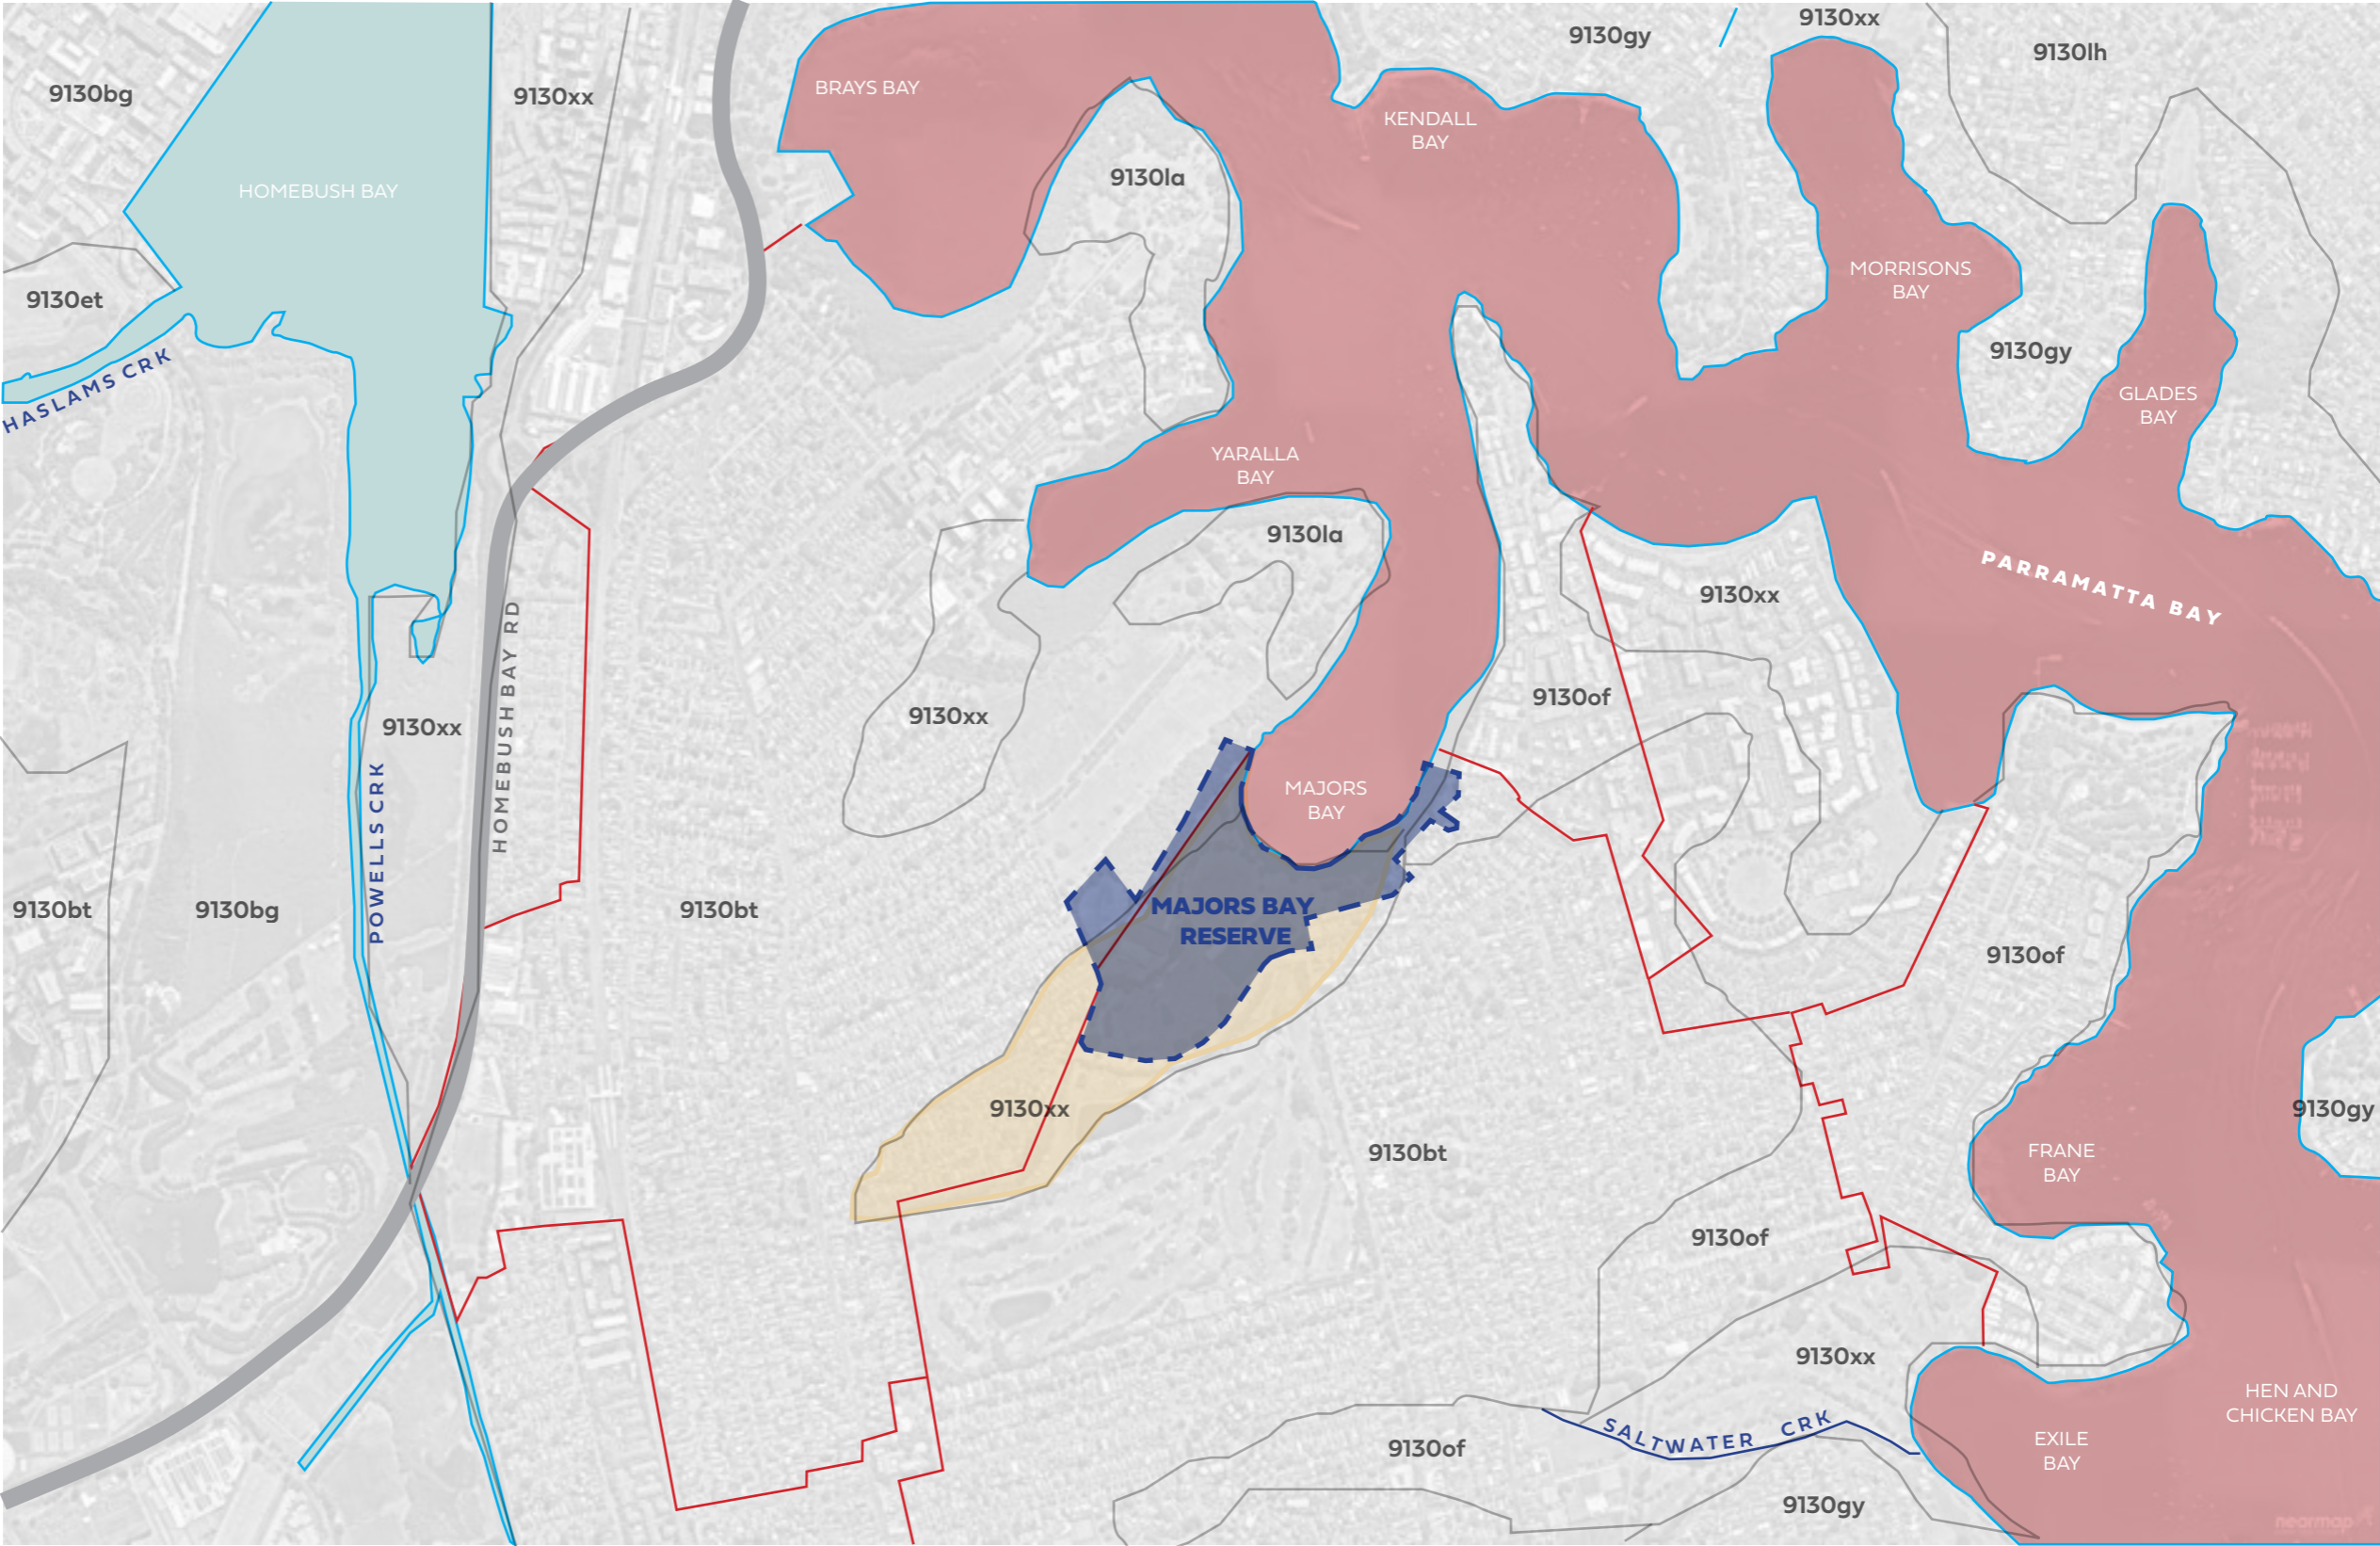 9130xx
9130gy
9130lh
9130bg
9130xx
BRAYS BAY
KENDALL
BAY
9130la
HOMEBUSH BAY
MORRISONS
BAY
9130et
9130gy
HASLAMS CRK
GLADES
BAY
YARALLA
BAY
9130la
PARRAMATTA BAY
9130xx
9130of
9130xx
9130xx
HOMEBUSH BAY RD
POWELLS CRK
MAJORS
BAY
9130bt
9130bg
9130bt
MAJORS BAY
RESERVE
9130of
9130xx
9130gy
9130bt
FRANE
BAY
9130of
9130xx
HEN AND
CHICKEN BAY
SALTWATER CRK
9130of
EXILE
BAY
9130gy
nearmap